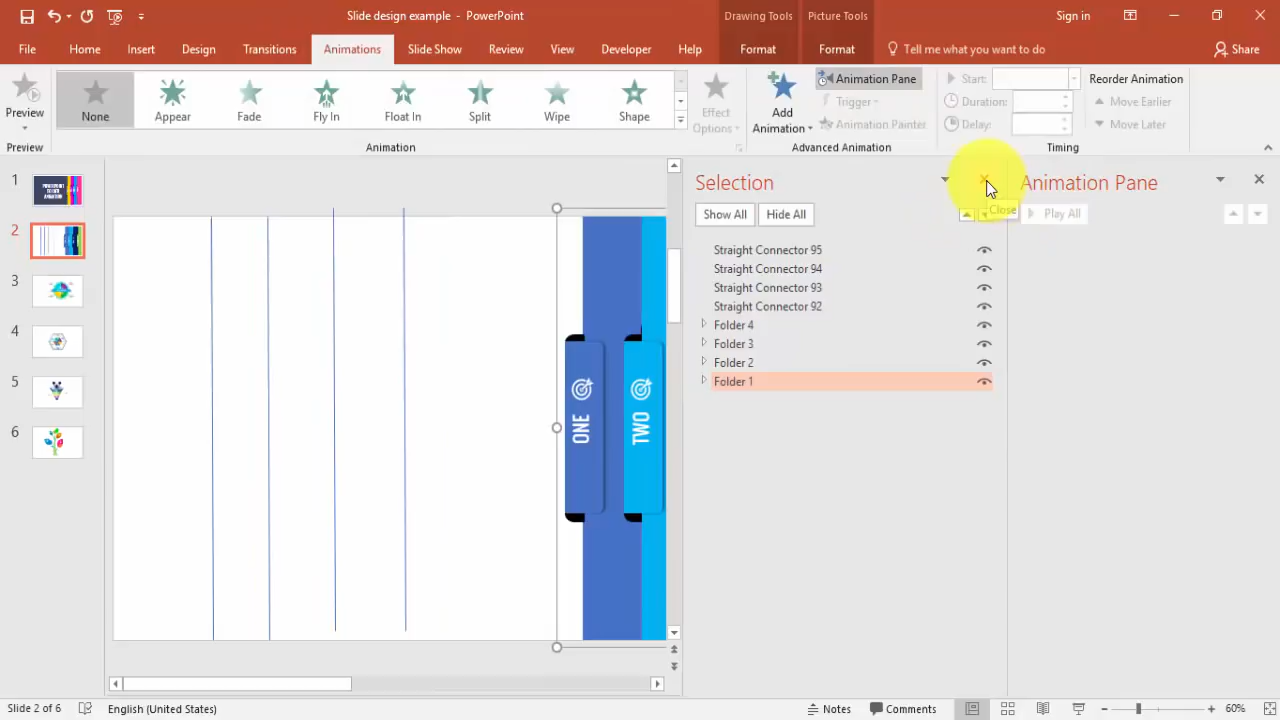 Slide design example - PowerPoint
Drawing Tools
Picture Tools
Sign in
File
Home
Insert
Design
Transitions
Animations
Slide Show
Review
View
Developer
Help
Format
Format
Tell me what you want to do
Share
Preview
None
Appear
Fade
Fly In
Float In
Split
Wipe
Shape
Effect
Options
Add
Animation
Animation Pane
Trigger
Animation Painter
Start:
Duration:
Delay:
Reorder Animation
Move Earlier
Move Later
Preview
Animation
Advanced Animation
Timing
1
2
3
4
5
6
ONE
TWO
Selection
Show All
Hide All
Close
Straight Connector 95
Straight Connector 94
Straight Connector 93
Straight Connector 92
Folder 4
Folder 3
Folder 2
Folder 1
Animation Pane
Play All
Slide 2 of 6
English (United States)
Notes
Comments
60%